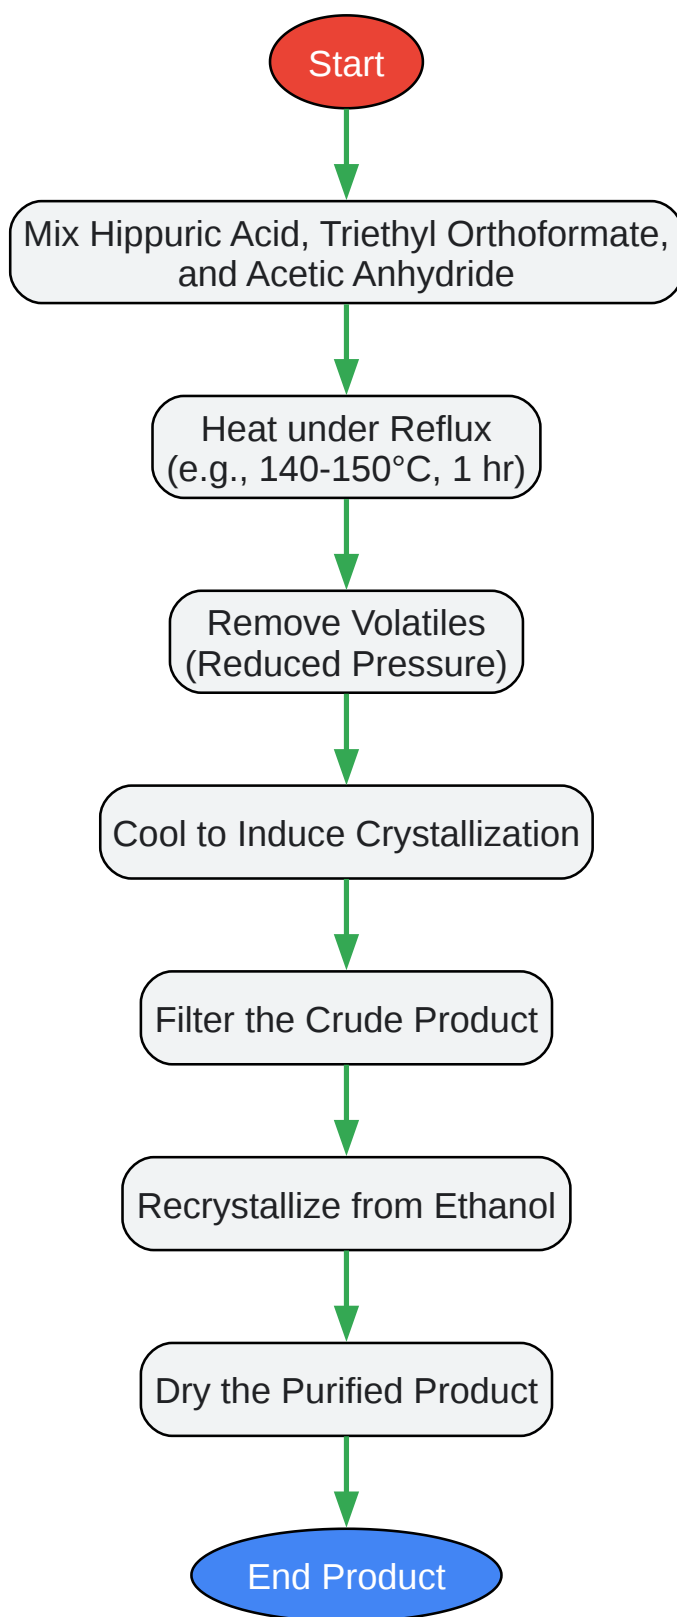 Start
Mix Hippuric Acid, Triethyl Orthoformate,
and Acetic Anhydride
Heat under Reflux
(e.g., 140-150°C, 1 hr)
Remove Volatiles
(Reduced Pressure)
Cool to Induce Crystallization
Filter the Crude Product
Recrystallize from Ethanol
Dry the Purified Product
End Product